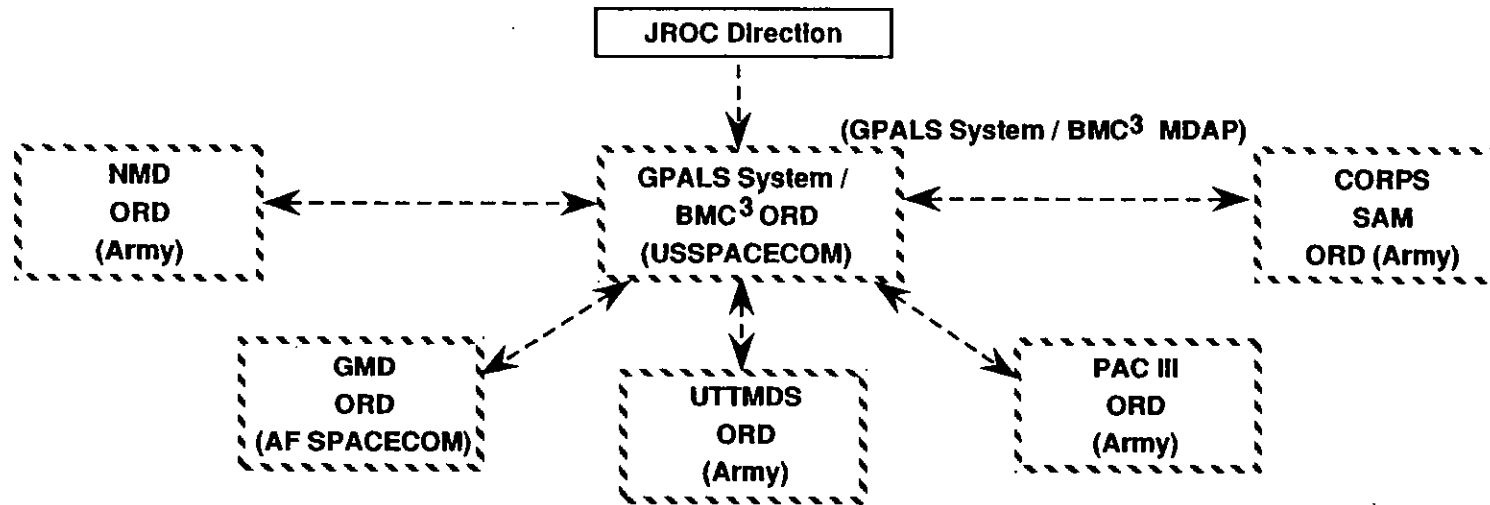 JROC Direction
(GPALS System / BMC³ MDAP)
NMD
ORD
(Army)
GPALS System /
BMC³ ORD
(USSPACECOM)
CORPS
SAM
ORD (Army)
GMD
ORD
(AF SPACECOM)
UTTMDS
ORD
(Army)
PAC III
ORD
(Army)